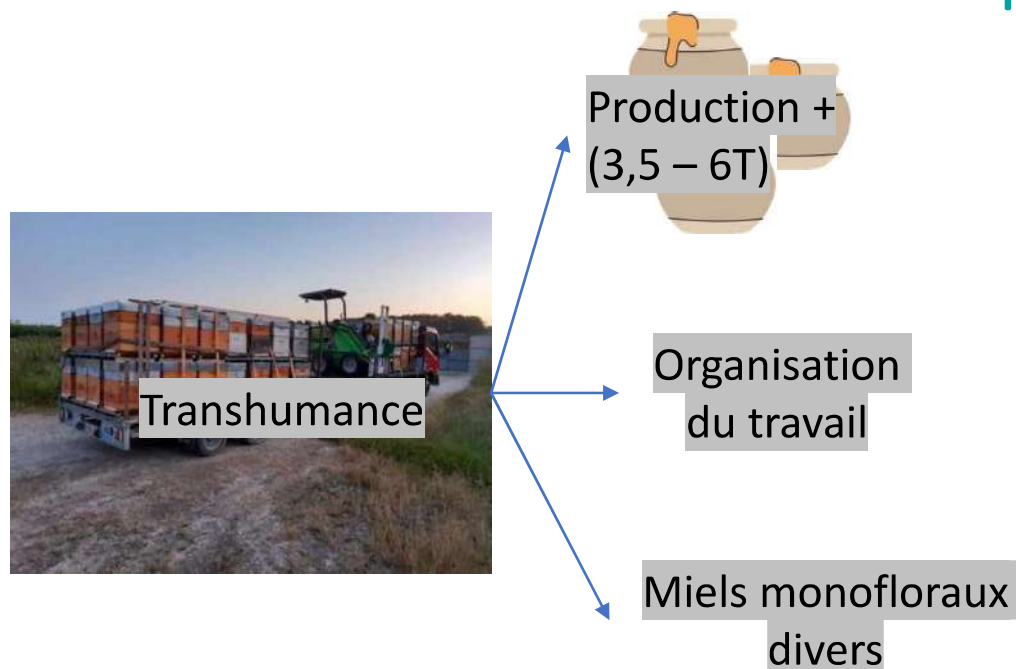 Production +
(3,5 – 6T)
Transhumance
Organisation
du travail
Miels monofloraux
divers